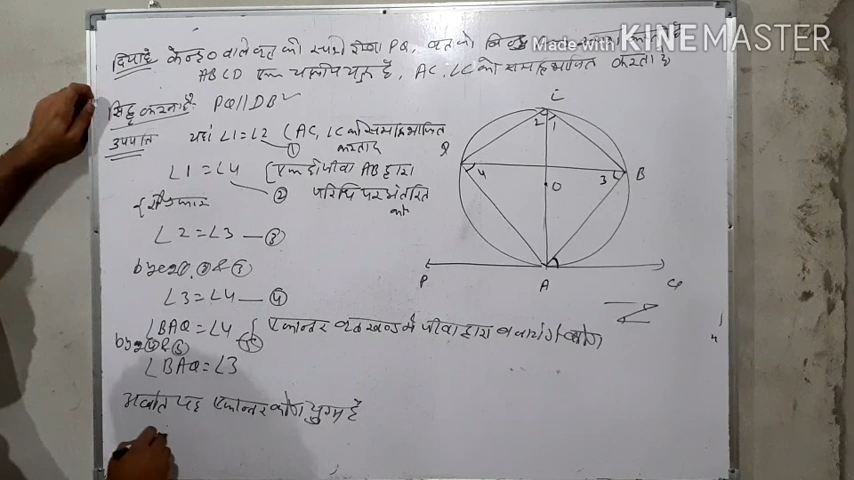 Made with KINEMASTER
दिया है केन्द्र O वाले वृत्त की स्पर्श रेखा PQ, वृत्त को
ABCD एक चक्रीय चतुर्भुज है, AC, ∠C को समद्विभाजित करता है
सिद्ध करना है:- PQ//DB
उपपत्ति यहां ∠1=∠2 (AC, ∠C को समद्विभाजित
करता है ①
∠1=∠4 {एक ही जीवा AB द्वारा
② परिधि पर अंतरित
को
इसी प्रकार
∠2=∠3 —③
by eqn
∠3=∠4 —④
∠BAQ=∠4 { एकान्तर वृत्तखण्ड में जीवा द्वारा बनाये गये कोण
⑤
∠BAQ=∠3
अर्थात यह एकान्तर कोण युग्म है
C
2 1
4
3 B
O
P A Q